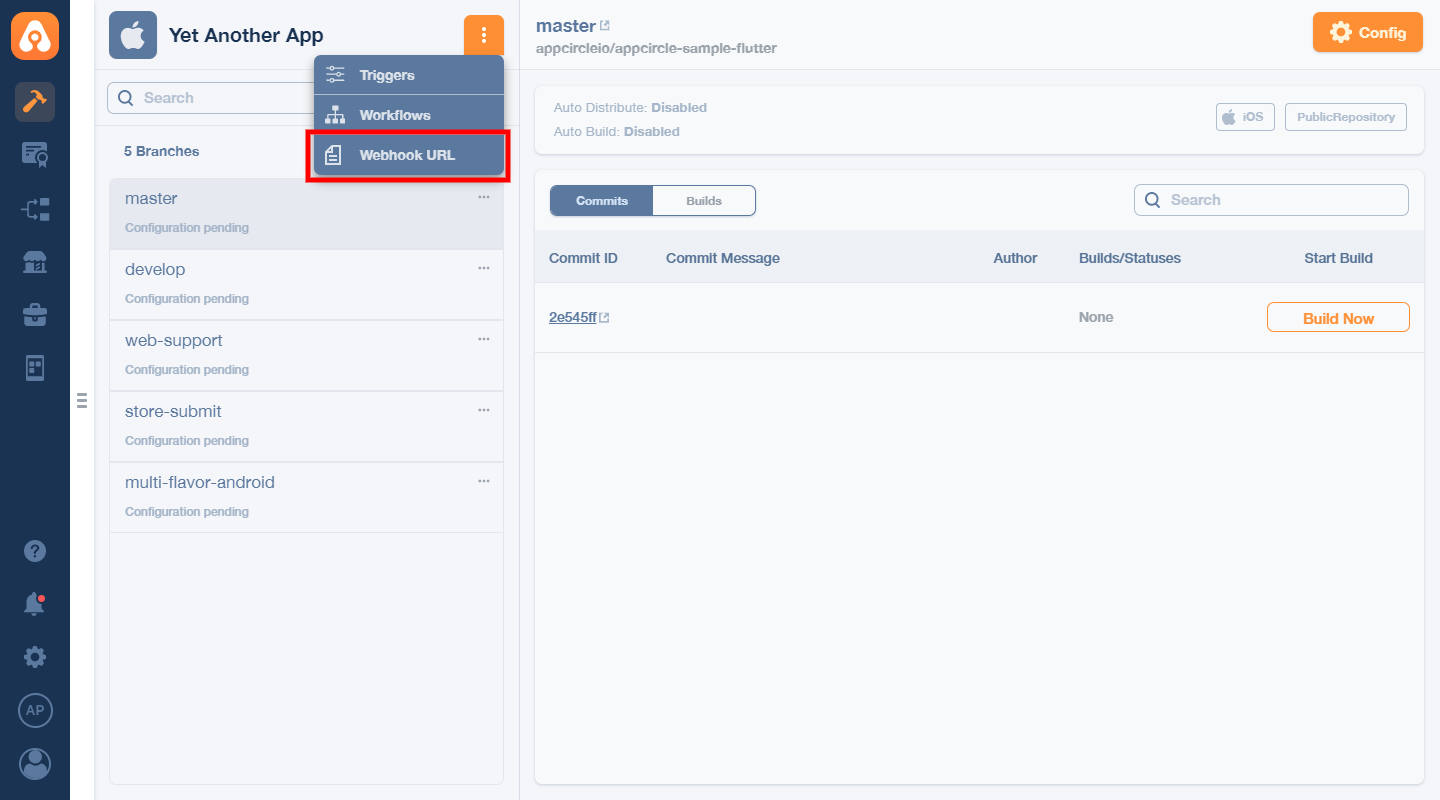 Yet Another App
Triggers
Workflows
Webhook URL
Search
5 Branches
master
Configuration pending
develop
Configuration pending
web-support
Configuration pending
store-submit
Configuration pending
multi-flavor-android
Configuration pending
?
AP
master
appcircleio/appcircle-sample-flutter
Config
Auto Distribute: Disabled
Auto Build: Disabled
iOS
PublicRepository
Commits Builds
Search
Commit ID Commit Message Author Builds/Statuses Start Build
2e545ff None Build Now